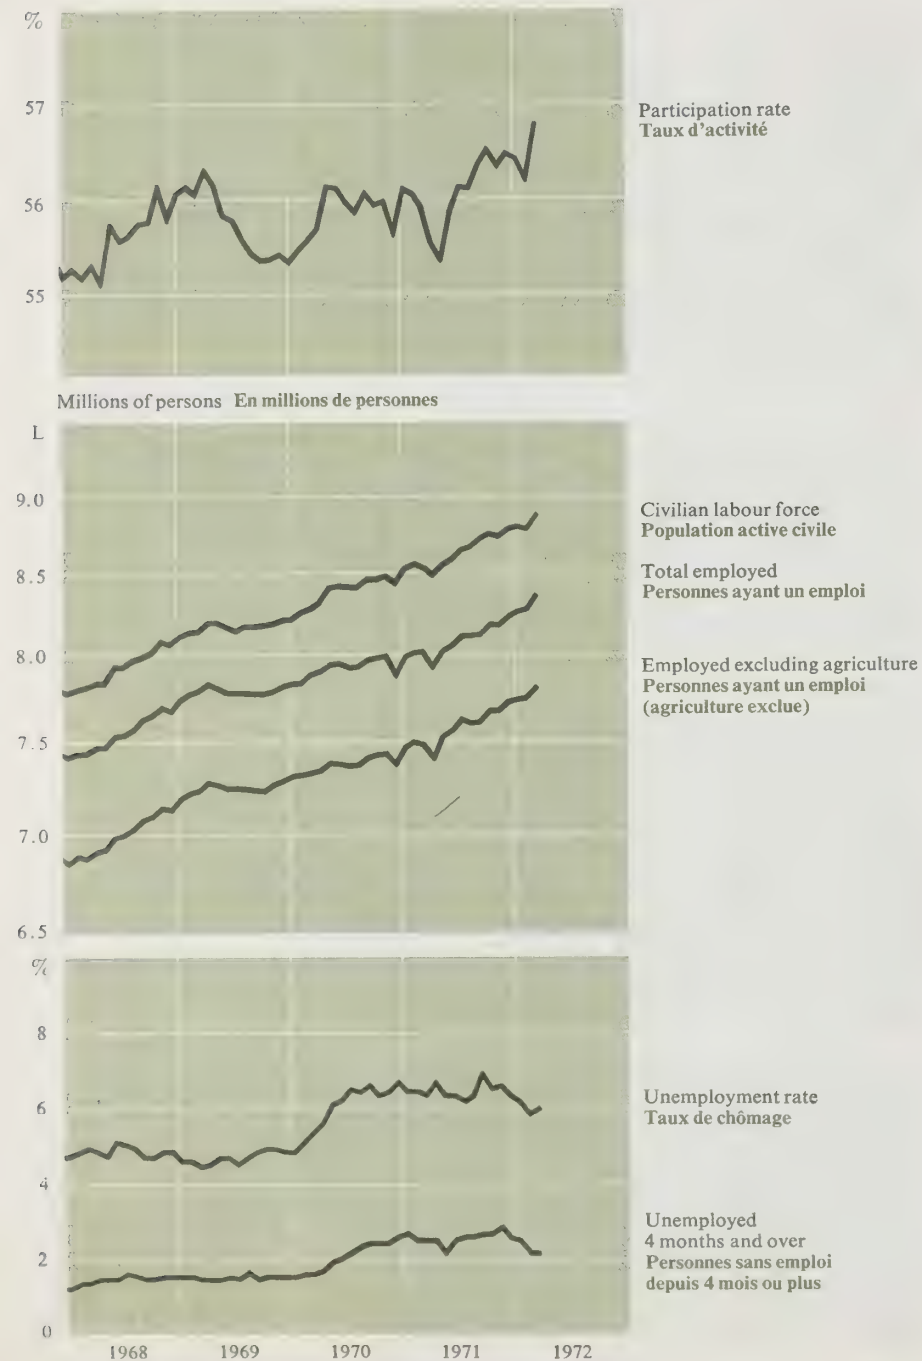 %
57
56
55
Participation rate
Taux d'activité
Millions of persons En millions de personnes
L
9.0
8.5
8.0
7.5
7.0
6.5
Civilian labour force
Population active civile
Total employed
Personnes ayant un emploi
Employed excluding agriculture
Personnes ayant un emploi
(agriculture exclue)
%
8
6
4
2
0
Unemployment rate
Taux de chômage
Unemployed
4 months and over
Personnes sans emploi
depuis 4 mois ou plus
1968 1969 1970 1971 1972